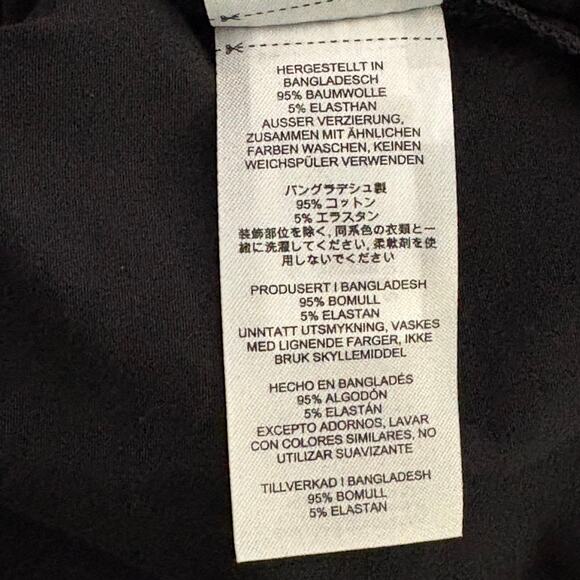 HERGESTELLT IN
BANGLADESCH
95% BAUMWOLLE
5% ELASTHAN
AUSSER VERZIERUNG,
ZUSAMMEN MIT ÄHNLICHEN
FARBEN WASCHEN, KEINEN
WEICHSPÜLER VERWENDEN
バングラデシュ製
95% コットン
5% エラスタン
装飾部位を除く, 同系色の衣類と一
緒に洗濯してください, 柔軟剤を使
用しないでください
PRODUSERT I BANGLADESH
95% BOMULL
5% ELASTAN
UNNTATT UTSMYKNING, VASKES
MED LIGNENDE FARGER, IKKE
BRUK SKYLLEMIDDEL
HECHO EN BANGLADÉS
95% ALGODÓN
5% ELASTÁN
EXCEPTO ADORNOS, LAVAR
CON COLORES SIMILARES, NO
UTILIZAR SUAVIZANTE
TILLVERKAD I BANGLADESH
95% BOMULL
5% ELASTAN